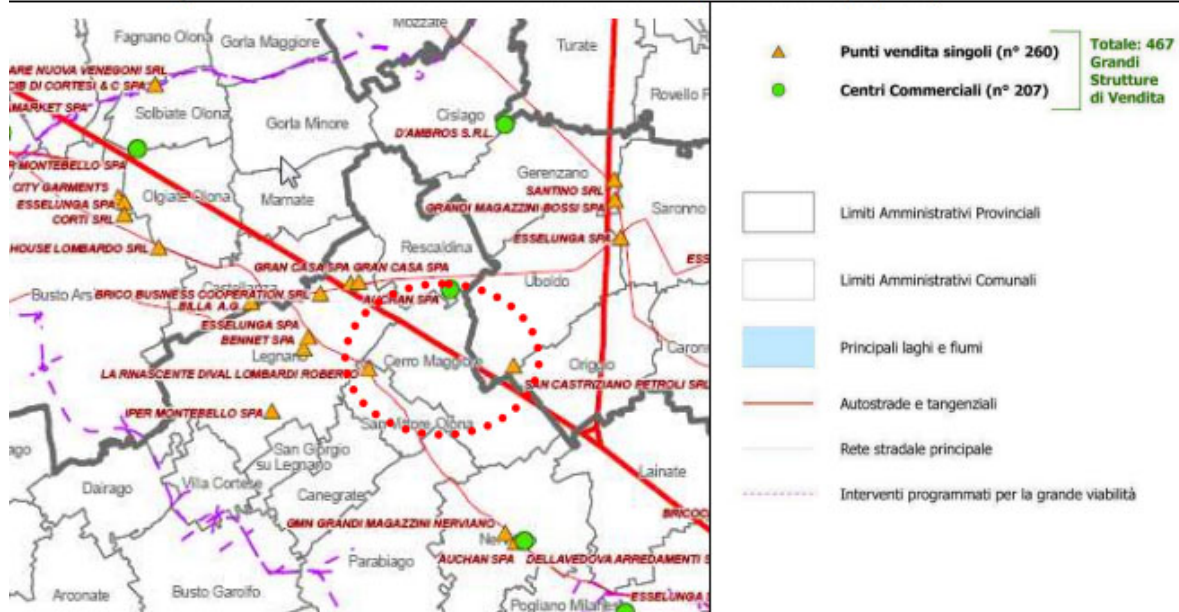 Mozzate
Fagnano Olona
Gorla Maggiore
Turate
ARE NUOVA VENEGONI SRL
CIB DI CORTESI & C SPA
MARKET SPA
Solbiate Olona
Rovello P
Gorla Minore
Cislago
D'AMBROS S.R.L.
MONTEBELLO SPA
Gerenzano
CITY GARMENTS
Olgiate Olona
Marnate
SANTINO SRL
ESSELUNGA SPA
GRANDI MAGAZZINI BOSSI SPA
Saronno
CORTI SRL
HOUSE LOMBARDO SRL
Rescaldina
ESSELUNGA SPA
ESS
GRAN CASA SPA GRAN CASA SPA
Uboldo
Castellanza
Busto Ars
BRICO BUSINESS COOPERATION SRL
AUCHAN SPA
BILLA A.G.
ESSELUNGA SPA
BENNET SPA
Legnano
Cerro Maggiore
Origgio
Caron
LA RINASCENTE DIVAL LOMBARDI ROBERTO
SAN CASTRIZIANO PETROLI SRL
IPER MONTEBELLO SPA
San Vittore Olona
San Giorgio
su Legnano
ago
Lainate
Dairago
Villa Cortese
Canegrate
BRICOC
GMN GRANDI MAGAZZINI NERVIANO
Nerv
AUCHAN SPA
DELLAVEDOVA ARREDAMENTI S
Parabiago
Arconate
Busto Garolfo
ESSELUNGA S
Pogliano Milanes
Punti vendita singoli (n° 260)
Centri Commerciali (n° 207)
Totale: 467
Grandi
Strutture
di Vendita
Limiti Amministrativi Provinciali
Limiti Amministrativi Comunali
Principali laghi e fiumi
Autostrade e tangenziali
Rete stradale principale
Interventi programmati per la grande viabilità